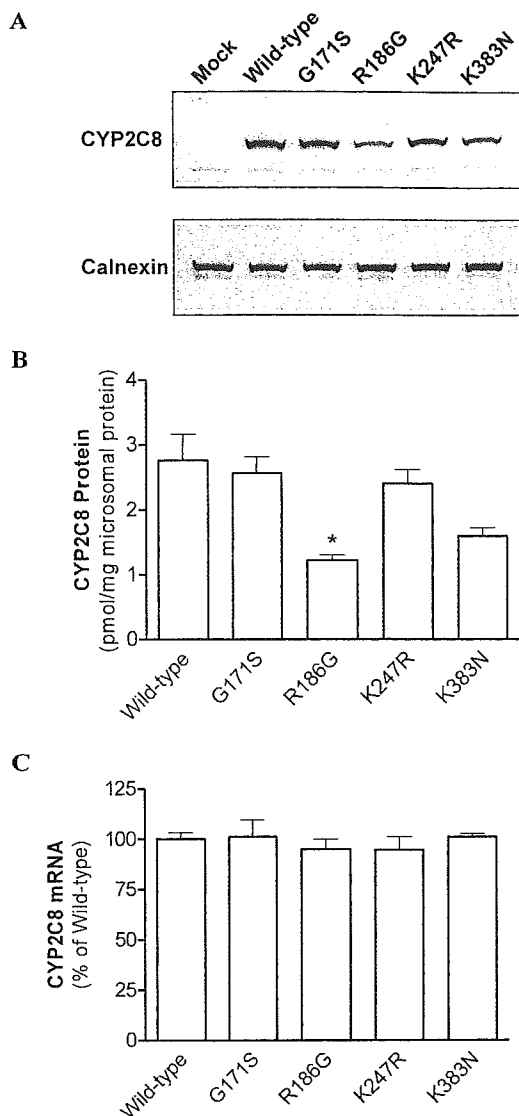 A
Mock
Wild-type
G171S
R186G
K247R
K383N
CYP2C8
Calnexin
B
CYP2C8 Protein
(pmol/mg microsomal protein)
4
3
2
1
0
*
Wild-type
G171S
R186G
K247R
K383N
C
CYP2C8 mRNA
(% of Wild-type)
125
100
75
50
25
0
Wild-type
G171S
R186G
K247R
K383N